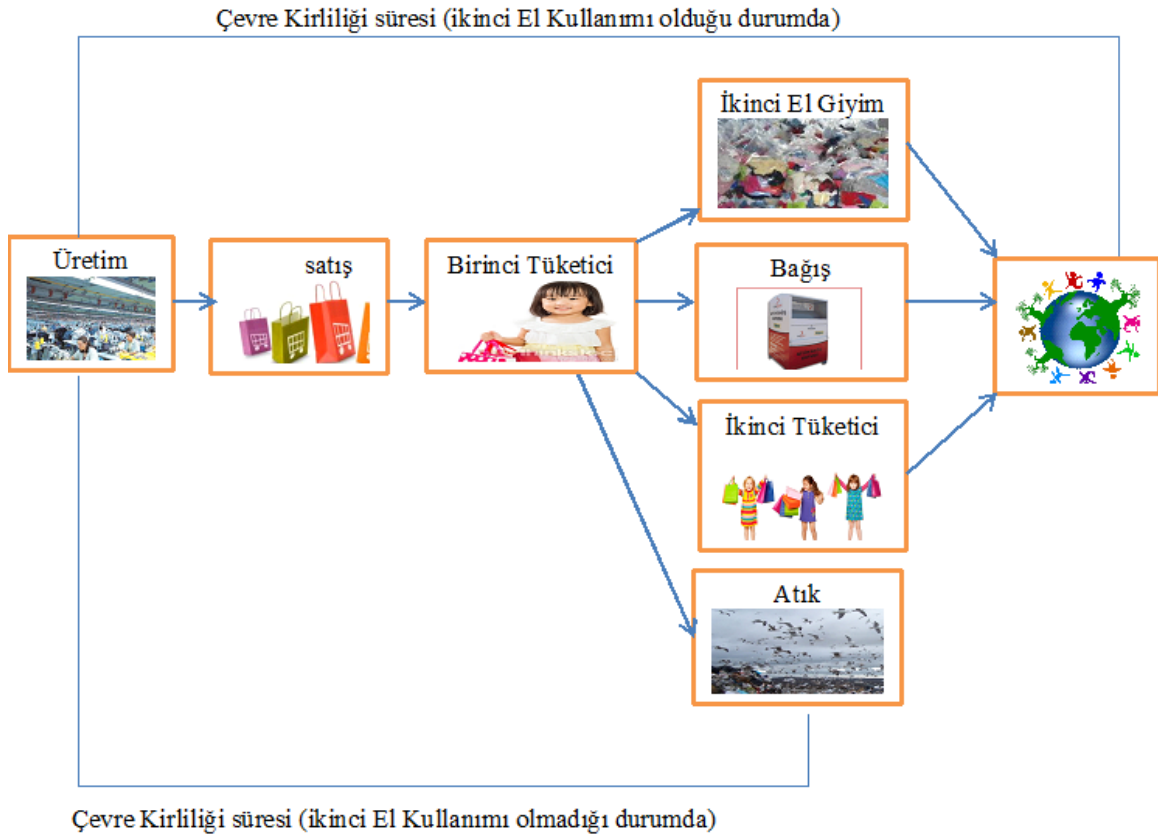 Çevre Kirliliği süresi (ikinci El Kullanımı olduğu durumda)
İkinci El Giyim
Üretim
satış
Birinci Tüketici
Bağış
İkinci Tüketici
Atık
Çevre Kirliliği süresi (ikinci El Kullanımı olmadığı durumda)